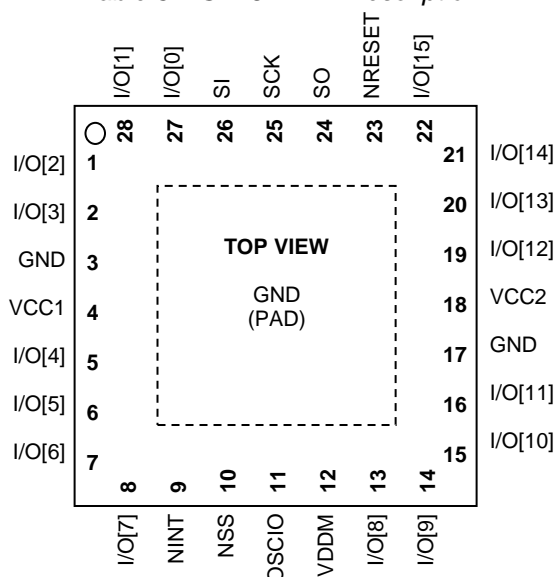 I/O[1]
I/O[0]
SI
SCK
SO
NRESET
I/O[15]
28
27
26
25
24
23
22
I/O[2] 1
I/O[3] 2
GND 3
VCC1 4
I/O[4] 5
I/O[5] 6
I/O[6] 7
TOP VIEW
GND
(PAD)
21 I/O[14]
20 I/O[13]
19 I/O[12]
18 VCC2
17 GND
16 I/O[11]
15 I/O[10]
8
9
10
11
12
13
14
I/O[7]
NINT
NSS
OSCIO
VDDM
I/O[8]
I/O[9]